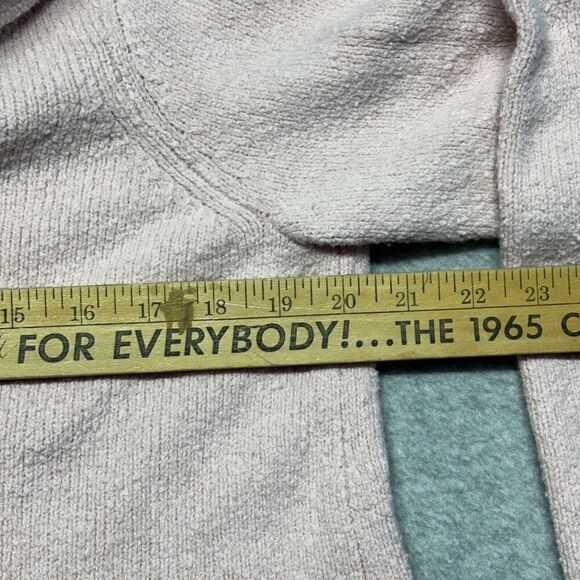 15 16 17 18 19 20 21 22 23
FOR EVERYBODY!...THE 1965 C